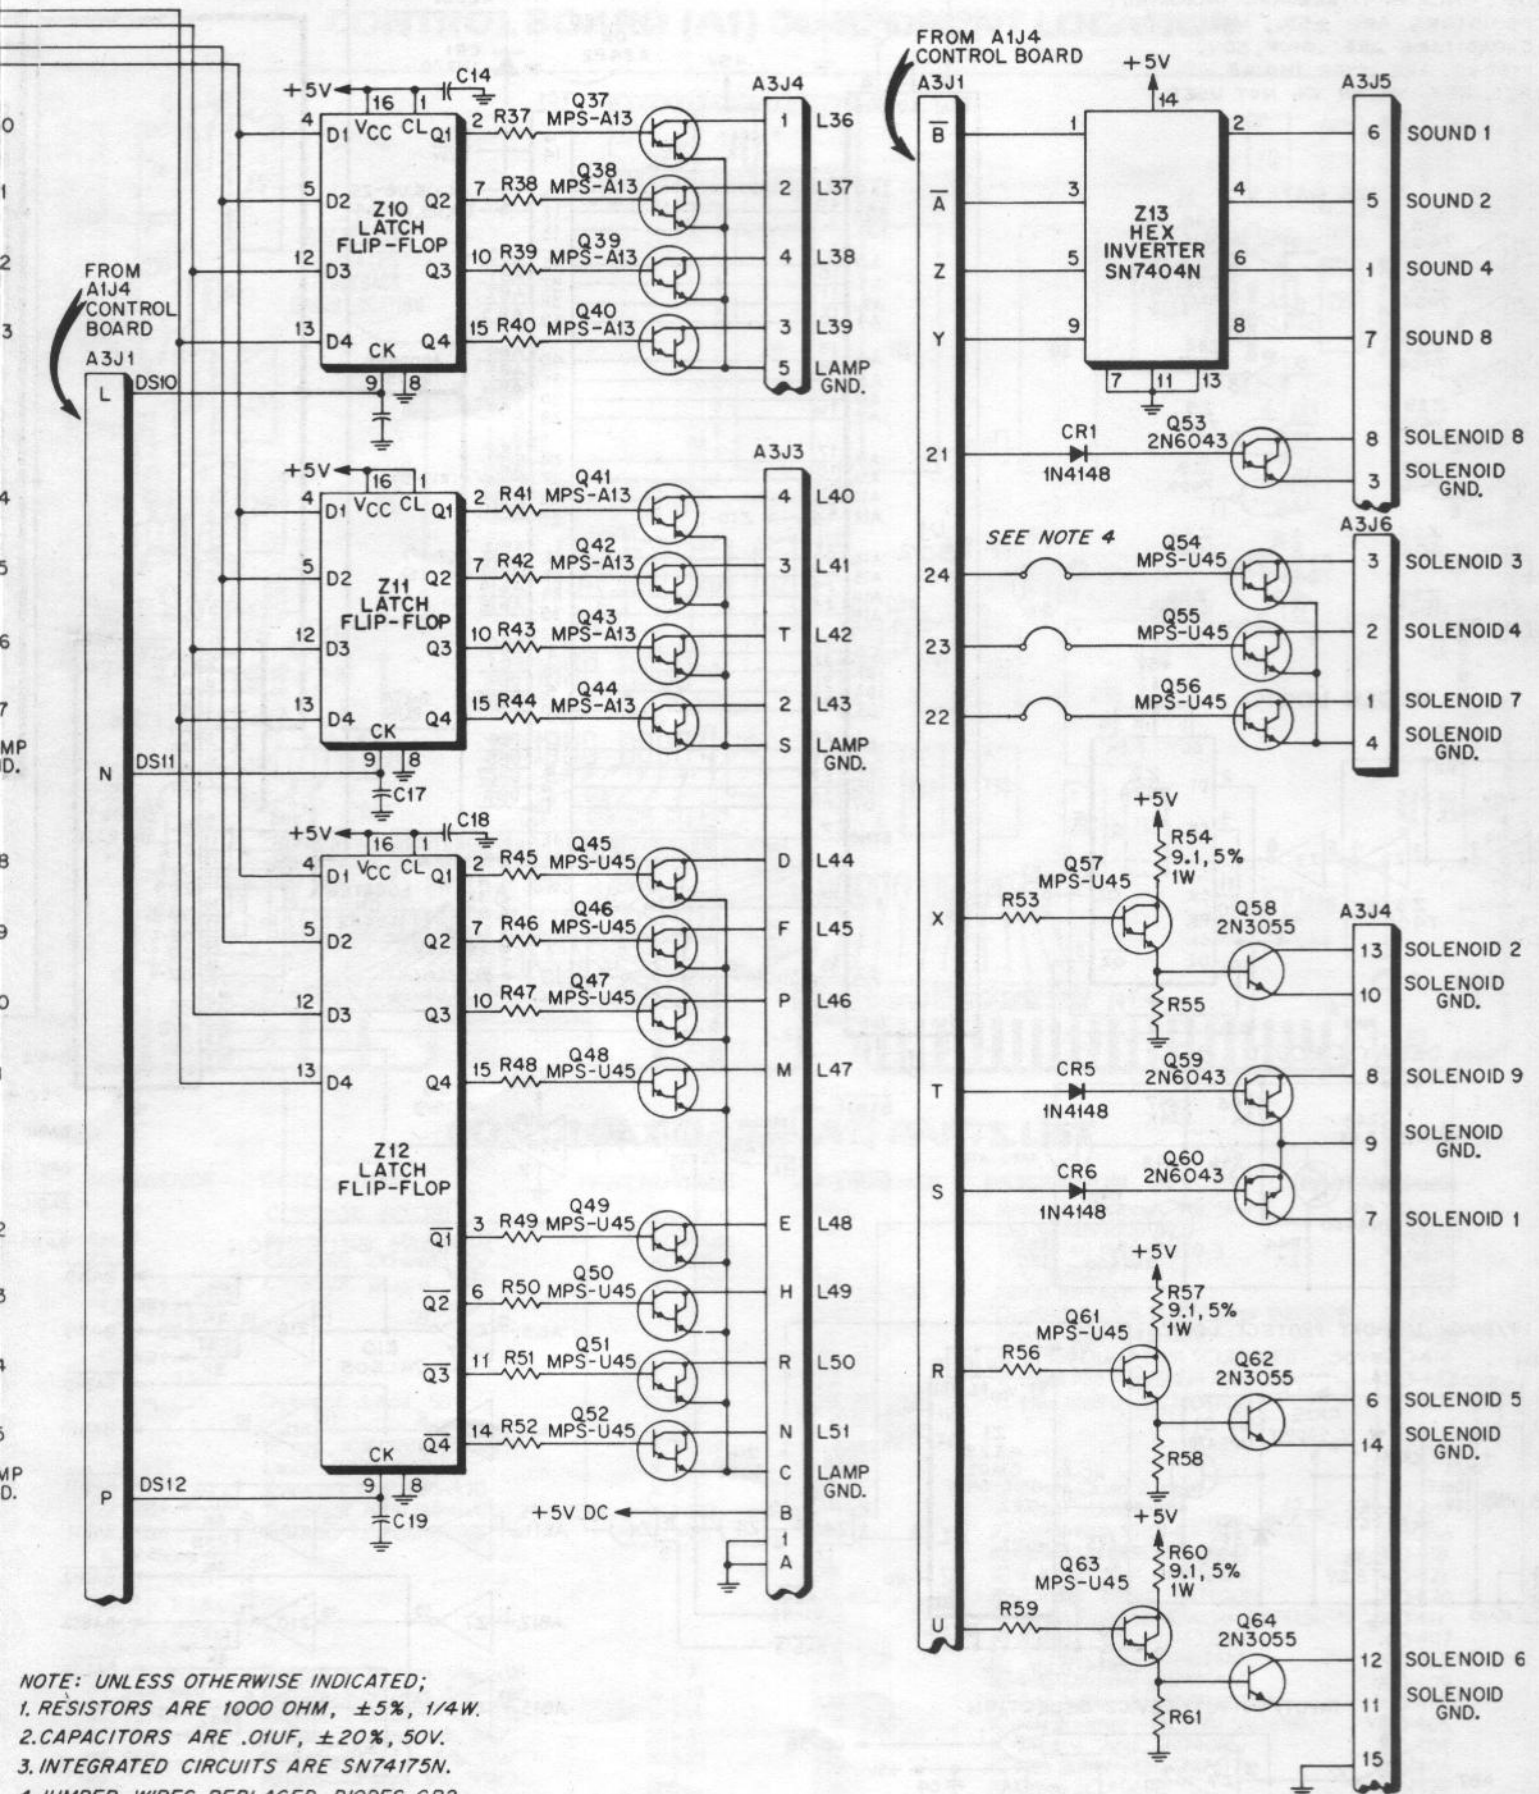 FROM
A1J4
CONTROL
BOARD
A3J1
L
DS10
N
DS11
P
DS12
+5V
C14
16
1
4
D1
VCC
CL
Q1
2
R37
Q37
MPS-A13
5
D2
Q2
7
R38
Q38
MPS-A13
Z10
LATCH
FLIP-FLOP
12
D3
Q3
10
R39
Q39
MPS-A13
13
D4
Q4
15
R40
Q40
MPS-A13
CK
9
8
A3J4
1 L36
2 L37
4 L38
3 L39
5 LAMP
GND.
+5V
16
1
4
D1
VCC
CL
Q1
2
R41
Q41
MPS-A13
5
D2
Q2
7
R42
Q42
MPS-A13
Z11
LATCH
FLIP-FLOP
12
D3
Q3
10
R43
Q43
MPS-A13
13
D4
Q4
15
R44
Q44
MPS-A13
CK
9
8
C17
A3J3
4 L40
3 L41
T L42
2 L43
S LAMP
GND.
+5V
C18
16
1
4
D1
VCC
CL
Q1
2
R45
Q45
MPS-U45
5
D2
Q2
7
R46
Q46
MPS-U45
12
D3
Q3
10
R47
Q47
MPS-U45
13
D4
Q4
15
R48
Q48
MPS-U45
Z12
LATCH
FLIP-FLOP
Q̅1̅
3
R49
Q49
MPS-U45
Q̅2̅
6
R50
Q50
MPS-U45
Q̅3̅
11
R51
Q51
MPS-U45
Q̅4̅
14
R52
Q52
MPS-U45
CK
9
8
C19
D L44
F L45
P L46
M L47
E L48
H L49
R L50
N L51
C LAMP
GND.
+5V DC
B
1
A
FROM A1J4
CONTROL BOARD
A3J1
B̅
A̅
Z
Y
+5V
14
1
2
3
4
5
6
9
8
Z13
HEX
INVERTER
SN7404N
7
11
13
A3J5
6 SOUND 1
5 SOUND 2
1 SOUND 4
7 SOUND 8
21
CR1
1N4148
Q53
2N6043
8 SOLENOID 8
3 SOLENOID
GND.
SEE NOTE 4
A3J6
24
Q54
MPS-U45
3 SOLENOID 3
23
Q55
MPS-U45
2 SOLENOID 4
22
Q56
MPS-U45
1 SOLENOID 7
4 SOLENOID
GND.
+5V
R54
9.1, 5%
1W
Q57
MPS-U45
X
R53
R55
Q58
2N3055
A3J4
13 SOLENOID 2
10 SOLENOID
GND.
T
CR5
1N4148
Q59
2N6043
8 SOLENOID 9
9 SOLENOID
GND.
S
CR6
1N4148
Q60
2N6043
7 SOLENOID 1
+5V
R57
9.1, 5%
1W
Q61
MPS-U45
R
R56
R58
Q62
2N3055
6 SOLENOID 5
14 SOLENOID
GND.
+5V
R60
9.1, 5%
1W
Q63
MPS-U45
U
R59
R61
Q64
2N3055
12 SOLENOID 6
11 SOLENOID
GND.
15
NOTE: UNLESS OTHERWISE INDICATED;
1. RESISTORS ARE 1000 OHM, ±5%, 1/4W.
2. CAPACITORS ARE .01UF, ±20%, 50V.
3. INTEGRATED CIRCUITS ARE SN74175N.